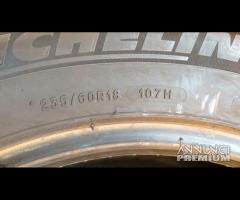 MICHELIN
235/60R18 107H
ANNUNCI
PREMIUM